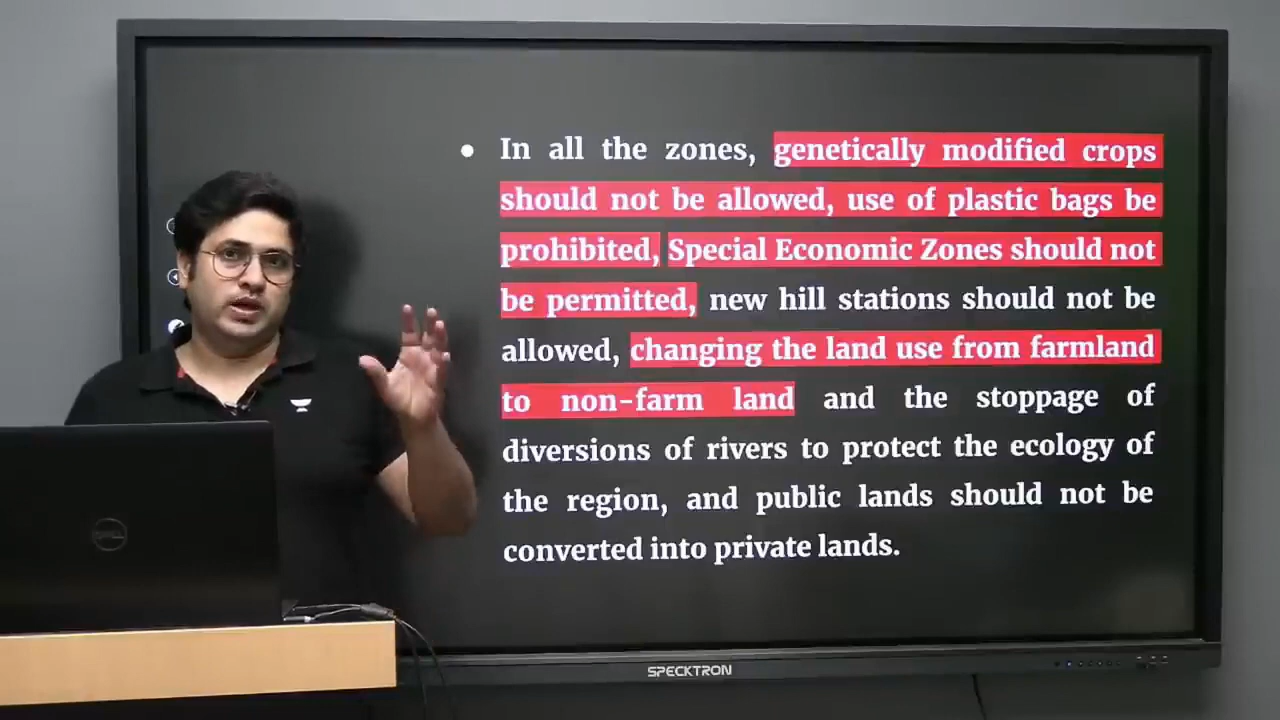 In all the zones, genetically modified crops
should not be allowed, use of plastic bags be
prohibited, Special Economic Zones should not
be permitted, new hill stations should not be
allowed, changing the land use from farmland
to non-farm land and the stoppage of
diversions of rivers to protect the ecology of
the region, and public lands should not be
converted into private lands.
SPECKTRON
DELL